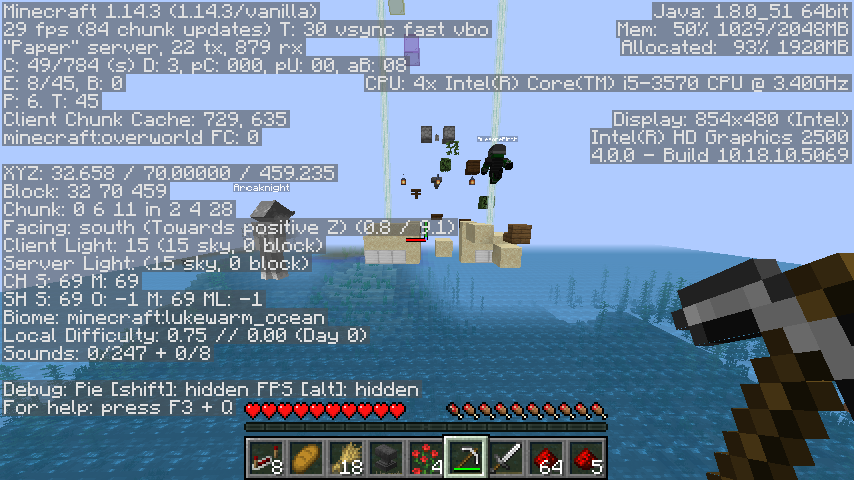 Minecraft 1.14.3 (1.14.3/vanilla)
29 fps (84 chunk updates) T: 30 vsync fast vbo
"Paper" server, 22 tx, 879 rx
C: 49/784 (s) D: 3, pC: 000, pU: 00, aB: 08
E: 8/45, B: 0
P: 6. T: 45
Client Chunk Cache: 729, 635
minecraft:overworld FC: 0
XYZ: 32.658 / 70.00000 / 459.235
Block: 32 70 459
Chunk: 0 6 11 in 2 4 28
Facing: south (Towards positive Z) (0.8 / 9.1)
Client Light: 15 (15 sky, 0 block)
Server Light: (15 sky, 0 block)
CH S: 69 M: 69
SH S: 69 O: -1 M: 69 ML: -1
Biome: minecraft:lukewarm_ocean
Local Difficulty: 0.75 // 0.00 (Day 0)
Sounds: 0/247 + 0/8
Debug: Pie [shift]: hidden FPS [alt]: hidden
For help: press F3 + Q
Java: 1.8.0_51 64bit
Mem: 50% 1029/2048MB
Allocated: 93% 1920MB
CPU: 4x Intel(R) Core(TM) i5-3570 CPU @ 3.40GHz
Display: 854x480 (Intel)
Intel(R) HD Graphics 2500
4.0.0 - Build 10.18.10.5069
Arcaknight
8
18
4
64
5